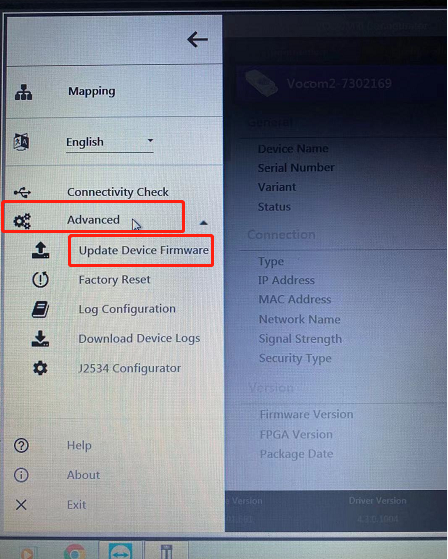 Mapping
Vocom2-7302169
English
General
Device Name
Connectivity Check
Serial Number
Advanced
Variant
Status
Update Device Firmware
Connection
Type
Factory Reset
IP Address
MAC Address
Log Configuration
Network Name
Download Device Logs
Signal Strength
Security Type
J2534 Configurator
Version
Firmware Version
FPGA Version
Help
Package Date
About
Exit
Version
Driver Version